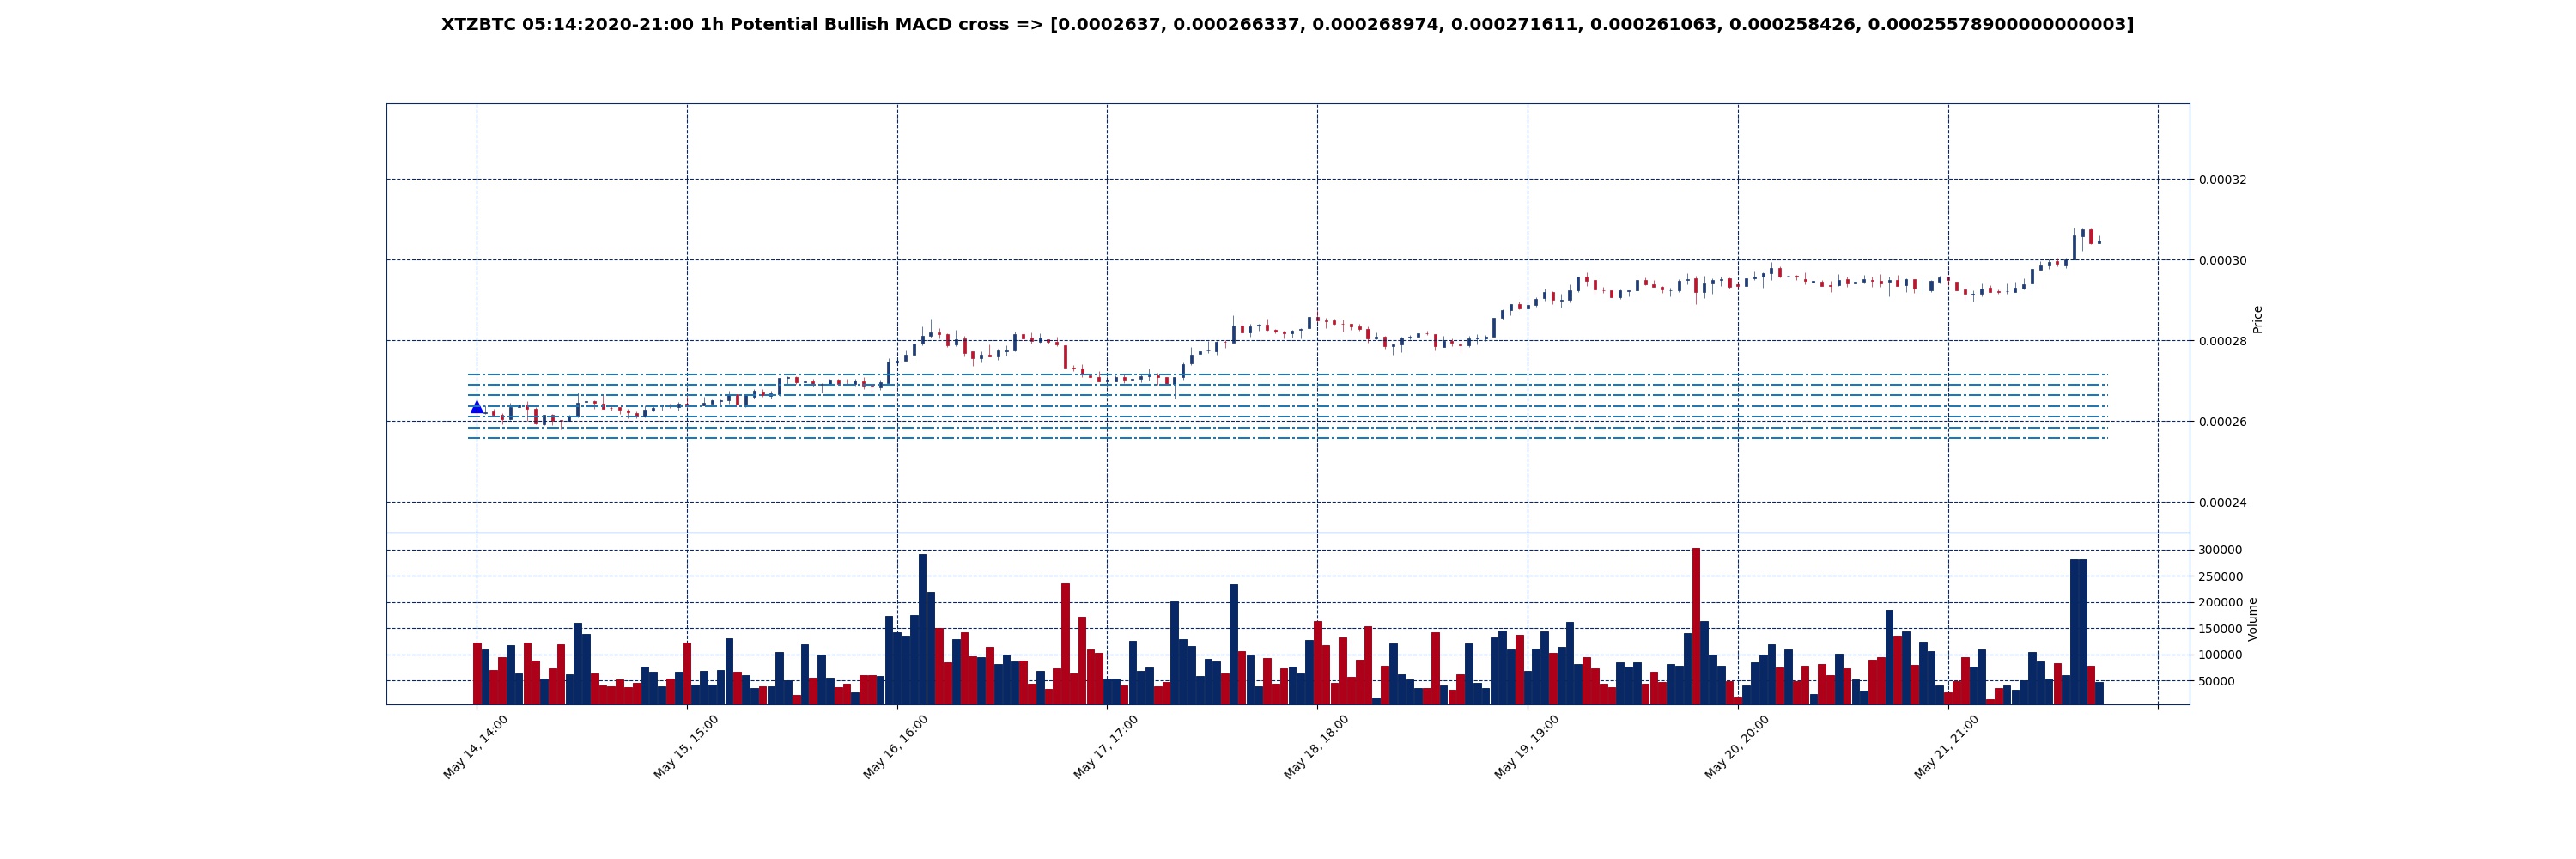 XTZBTC 05:14:2020-21:00 1h Potential Bullish MACD cross => [0.0002637, 0.000266337, 0.000268974, 0.000271611, 0.000261063, 0.000258426, 0.00025578900000000003]
0.00032
0.00030
0.00028
0.00026
0.00024
Price
300000
250000
200000
150000
100000
50000
Volume
May 14, 14:00
May 15, 15:00
May 16, 16:00
May 17, 17:00
May 18, 18:00
May 19, 19:00
May 20, 20:00
May 21, 21:00